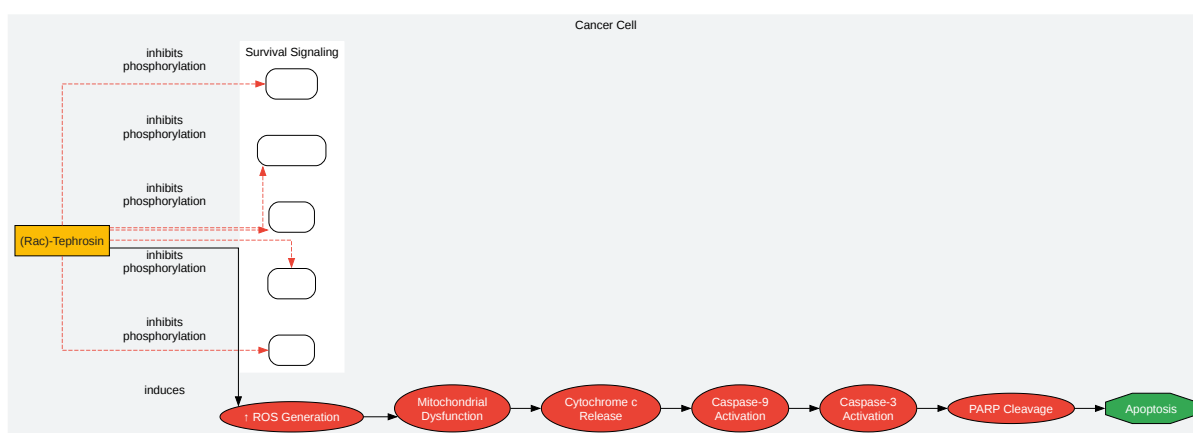 Cancer Cell
Survival Signaling
inhibits
phosphorylation
inhibits
phosphorylation
inhibits
phosphorylation
(Rac)-Tephrosin
inhibits
phosphorylation
inhibits
phosphorylation
induces
↑ ROS Generation
Mitochondrial
Dysfunction
Cytochrome c
Release
Caspase-9
Activation
Caspase-3
Activation
PARP Cleavage
Apoptosis